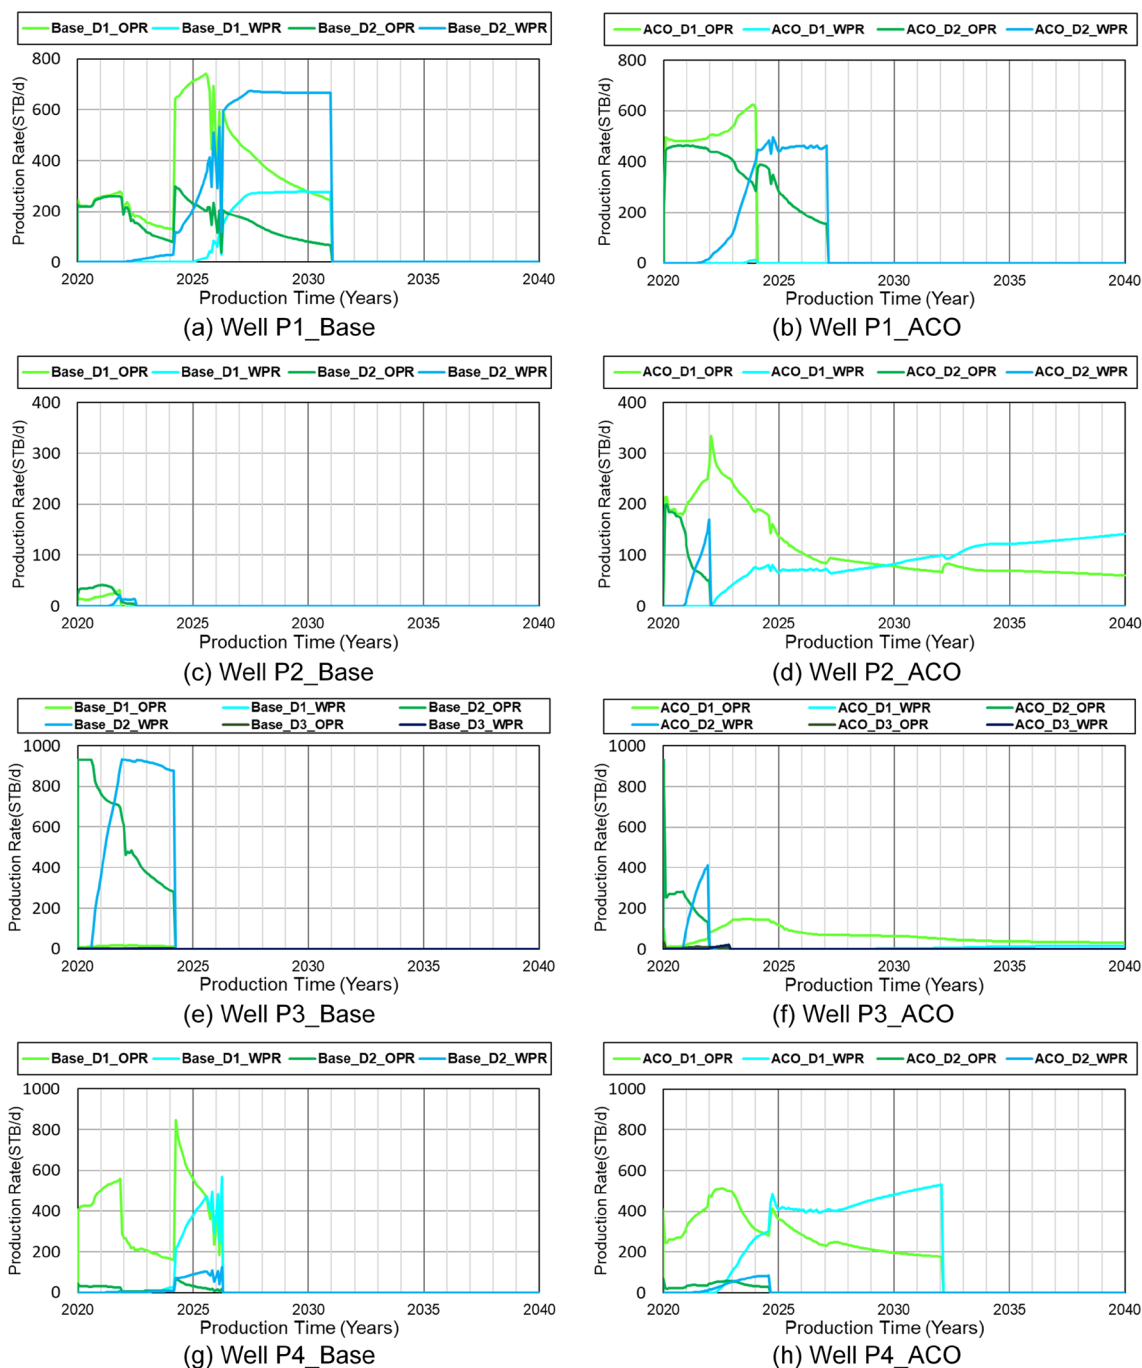 Base_D1_OPR Base_D1_WPR Base_D2_OPR Base_D2_WPR
Production Rate(STB/d)
800
600
400
200
0
2020 2025 2030 2035 2040
Production Time (Years)
(a) Well P1_Base
ACO_D1_OPR ACO_D1_WPR ACO_D2_OPR ACO_D2_WPR
Production Rate(STB/d)
800
600
400
200
0
2020 2025 2030 2035 2040
Production Time (Year)
(b) Well P1_ACO
Base_D1_OPR Base_D1_WPR Base_D2_OPR Base_D2_WPR
Production Rate(STB/d)
400
300
200
100
0
2020 2025 2030 2035 2040
Production Time (Years)
(c) Well P2_Base
ACO_D1_OPR ACO_D1_WPR ACO_D2_OPR ACO_D2_WPR
Production Rate(STB/d)
400
300
200
100
0
2020 2025 2030 2035 2040
Production Time (Year)
(d) Well P2_ACO
Base_D1_OPR Base_D1_WPR Base_D2_OPR
Base_D2_WPR Base_D3_OPR Base_D3_WPR
Production Rate(STB/d)
1000
800
600
400
200
0
2020 2025 2030 2035 2040
Production Time (Years)
(e) Well P3_Base
ACO_D1_OPR ACO_D1_WPR ACO_D2_OPR
ACO_D2_WPR ACO_D3_OPR ACO_D3_WPR
Production Rate(STB/d)
1000
800
600
400
200
0
2020 2025 2030 2035 2040
Production Time (Years)
(f) Well P3_ACO
Base_D1_OPR Base_D1_WPR Base_D2_OPR Base_D2_WPR
Production Rate(STB/d)
1000
800
600
400
200
0
2020 2025 2030 2035 2040
Production Time (Years)
(g) Well P4_Base
ACO_D1_OPR ACO_D1_WPR ACO_D2_OPR ACO_D2_WPR
Production Rate(STB/d)
1000
800
600
400
200
0
2020 2025 2030 2035 2040
Production Time (Years)
(h) Well P4_ACO